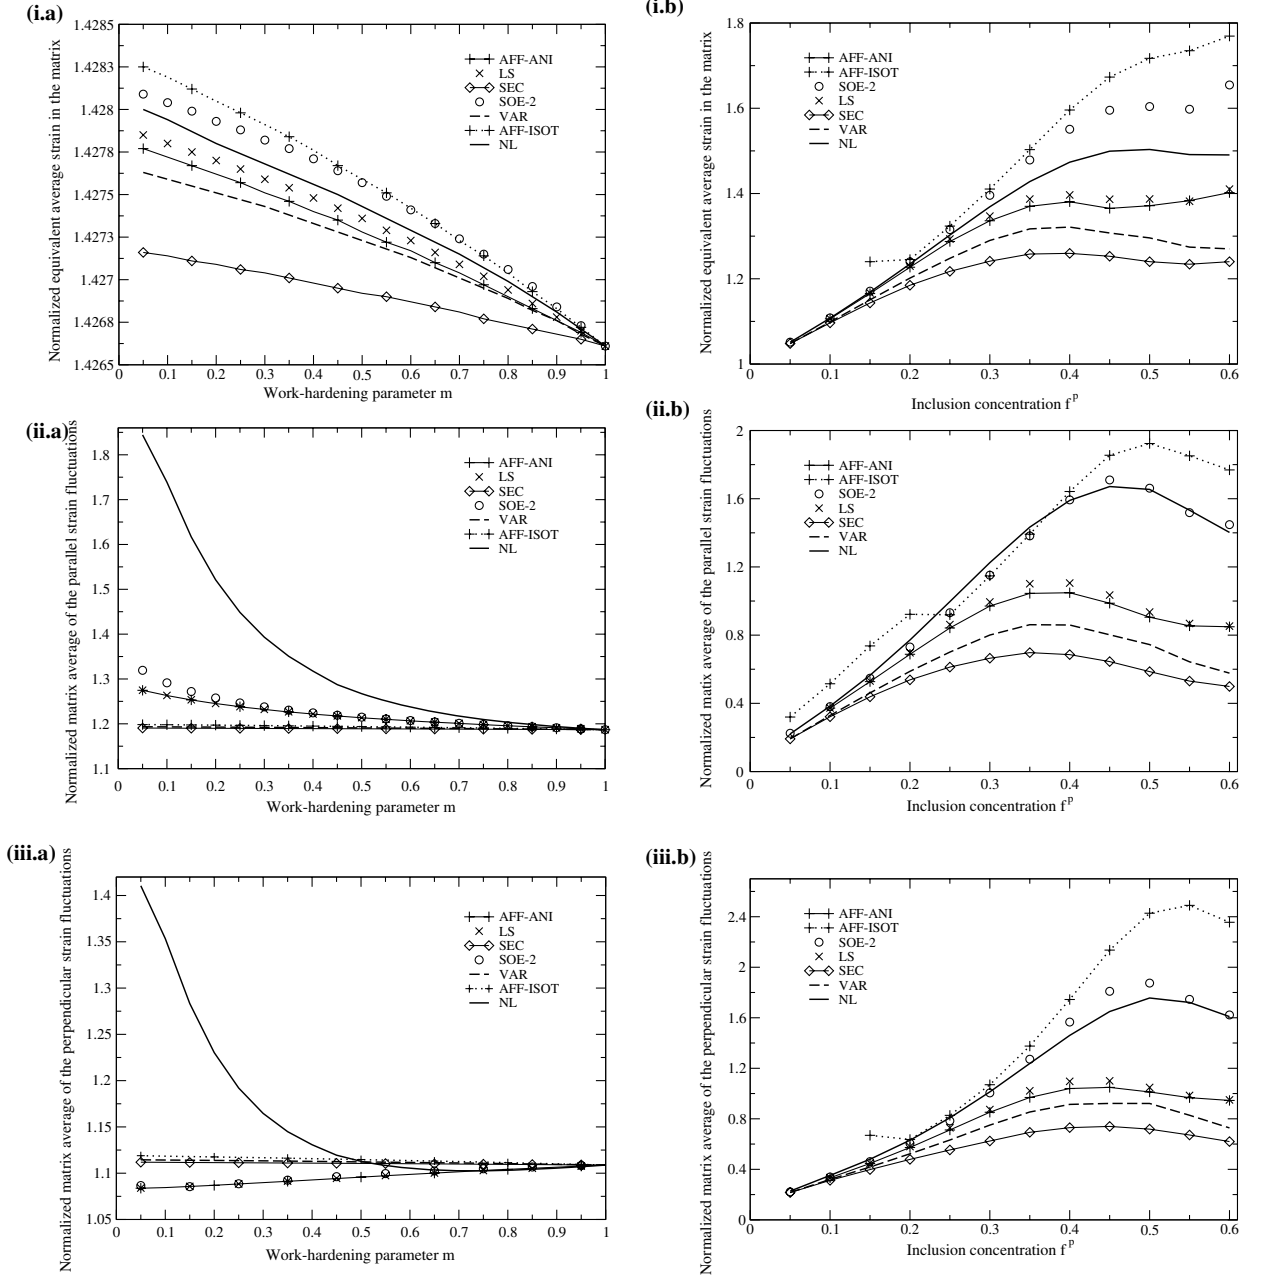 (i.a)
Normalized equivalent average strain in the matrix
1.4285
1.4283
1.428
1.4278
1.4275
1.4273
1.427
1.4268
1.4265
AFF-ANI
LS
SEC
SOE-2
VAR
AFF-ISOT
NL
0 0.1 0.2 0.3 0.4 0.5 0.6 0.7 0.8 0.9 1
Work-hardening parameter m
(i.b)
Normalized equivalent average strain in the matrix
1.8
1.6
1.4
1.2
1
AFF-ANI
AFF-ISOT
SOE-2
LS
SEC
VAR
NL
0 0.1 0.2 0.3 0.4 0.5 0.6
Inclusion concentration f^p
(ii.a)
Normalized matrix average of the parallel strain fluctuations
1.8
1.7
1.6
1.5
1.4
1.3
1.2
1.1
AFF-ANI
LS
SEC
SOE-2
VAR
AFF-ISOT
NL
0 0.1 0.2 0.3 0.4 0.5 0.6 0.7 0.8 0.9 1
Work-hardening parameter m
(ii.b)
Normalized matix average of the parallel strain fluctuations
2
1.6
1.2
0.8
0.4
0
AFF-ANI
AFF-ISOT
SOE-2
LS
SEC
VAR
NL
0 0.1 0.2 0.3 0.4 0.5 0.6
Inclusion concentration f^p
(iii.a)
Normalized matrix average of the perpendicular strain fluctuations
1.4
1.35
1.3
1.25
1.2
1.15
1.1
1.05
AFF-ANI
LS
SEC
SOE-2
VAR
AFF-ISOT
NL
0 0.1 0.2 0.3 0.4 0.5 0.6 0.7 0.8 0.9 1
Work-hardening parameter m
(iii.b)
Normalized matrix average of the perpendicular strain fluctuations
2.4
2
1.6
1.2
0.8
0.4
0
AFF-ANI
AFF-ISOT
SOE-2
LS
SEC
VAR
NL
0 0.1 0.2 0.3 0.4 0.5 0.6
Inclusion concentration f^p